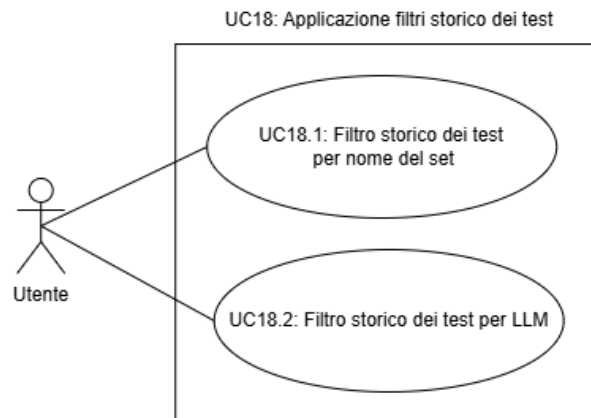 UC18: Applicazione filtri storico dei test
UC18.1: Filtro storico dei test
per nome del set
Utente
UC18.2: Filtro storico dei test per LLM